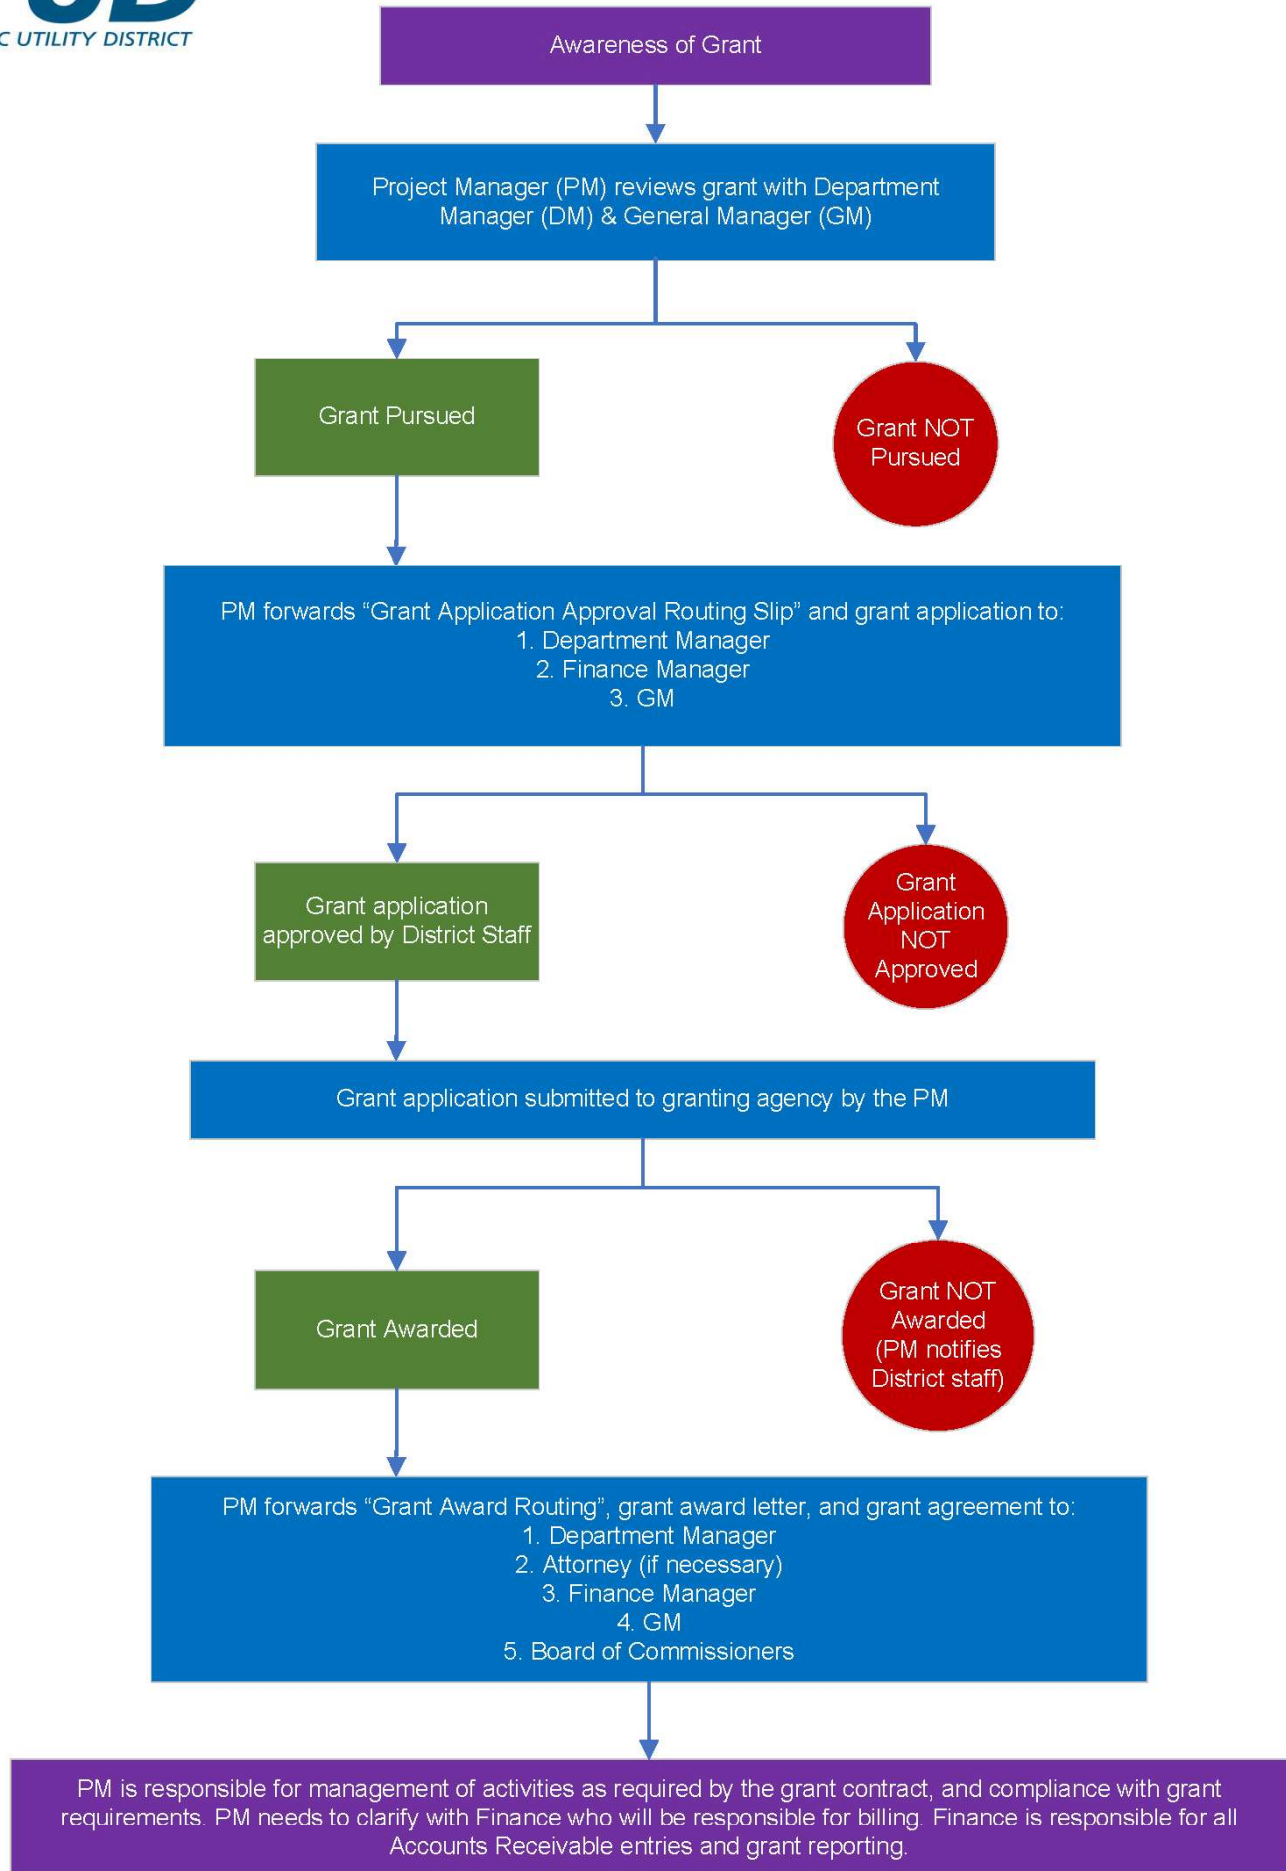 UTILITY DISTRICT
Awareness of Grant
Project Manager (PM) reviews grant with Department
Manager (DM) & General Manager (GM)
Grant Pursued
Grant NOT
Pursued
PM forwards “Grant Application Approval Routing Slip” and grant application to:
1. Department Manager
2. Finance Manager
3. GM
Grant application
approved by District Staff
Grant
Application
NOT
Approved
Grant application submitted to granting agency by the PM
Grant Awarded
Grant NOT
Awarded
(PM notifies
District staff)
PM forwards “Grant Award Routing”, grant award letter, and grant agreement to:
1. Department Manager
2. Attorney (if necessary)
3. Finance Manager
4. GM
5. Board of Commissioners
PM is responsible for management of activities as required by the grant contract, and compliance with grant
requirements. PM needs to clarify with Finance who will be responsible for billing. Finance is responsible for all
Accounts Receivable entries and grant reporting.